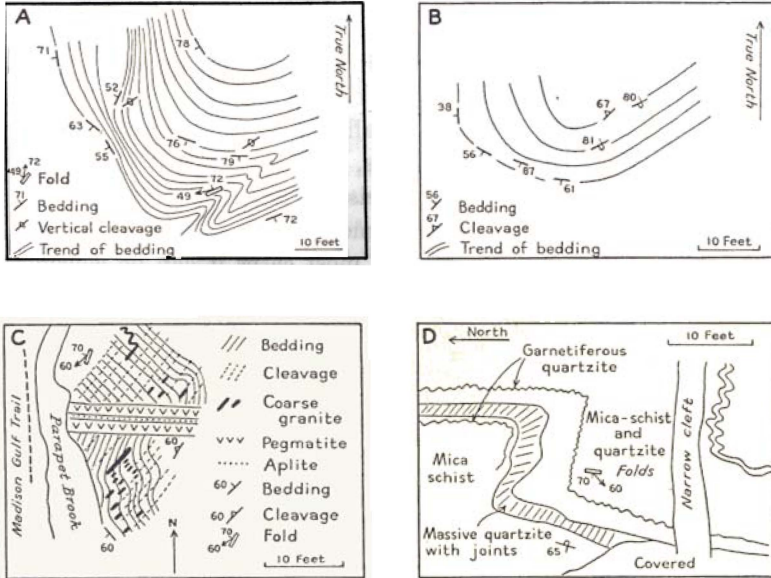 A
True North
71
78
52
63
55
76
79
72
49
72
72
49
Fold
71
Bedding
Vertical cleavage
Trend of bedding
10 Feet
B
True North
38
67
80
81
56
87
61
56
Bedding
67
Cleavage
Trend of bedding
10 Feet
C
Madison Gulf Trail
Parapet Brook
70
60
60
60
N
Bedding
Cleavage
Coarse
granite
Pegmatite
Aplite
60
Bedding
60
Cleavage
70
60
Fold
10 Feet
D
North
10 Feet
Garnetiferous
quartzite
Mica-schist
and
quartzite
Folds
70
60
Mica
schist
Narrow cleft
Massive quartzite
with joints
65
Covered